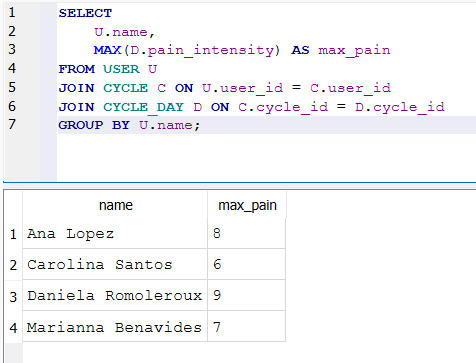 1 SELECT
2 U.name,
3 MAX(D.pain_intensity) AS max_pain
4 FROM USER U
5 JOIN CYCLE C ON U.user_id = C.user_id
6 JOIN CYCLE_DAY D ON C.cycle_id = D.cycle_id
7 GROUP BY U.name;
name max_pain
1 Ana Lopez 8
2 Carolina Santos 6
3 Daniela Romoleroux 9
4 Marianna Benavides 7